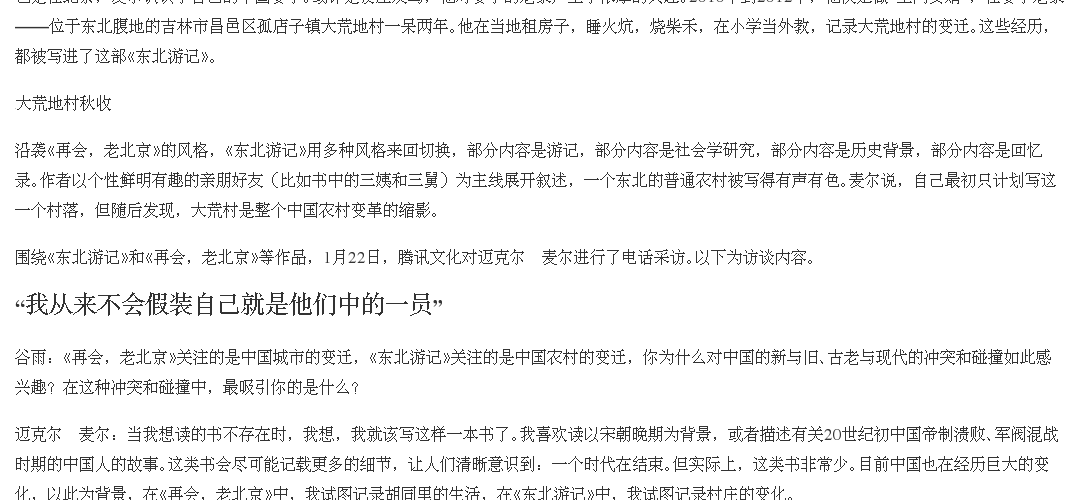 ——位于东北腹地的吉林市昌邑区孤店子镇大荒地村一呆两年。他在当地租房子，睡火炕，烧柴禾，在小学当外教，记录大荒地村的变迁。这些经历，
都被写进了这部《东北游记》。
大荒地村秋收
沿袭《再会，老北京》的风格，《东北游记》用多种风格来回切换，部分内容是游记，部分内容是社会学研究，部分内容是历史背景，部分内容是回忆
录。作者以个性鲜明有趣的亲朋好友（比如书中的三姨和三舅）为主线展开叙述，一个东北的普通农村被写得有声有色。麦尔说，自己最初只计划写这
一个村落，但随后发现，大荒村是整个中国农村变革的缩影。
围绕《东北游记》和《再会，老北京》等作品，1月22日，腾讯文化对迈克尔　麦尔进行了电话采访。以下为访谈内容。
“我从来不会假装自己就是他们中的一员”
谷雨：《再会，老北京》关注的是中国城市的变迁，《东北游记》关注的是中国农村的变迁，你为什么对中国的新与旧、古老与现代的冲突和碰撞如此感
兴趣？在这种冲突和碰撞中，最吸引你的是什么？
迈克尔　麦尔：当我想读的书不存在时，我想，我就该写这样一本书了。我喜欢读以宋朝晚期为背景，或者描述有关20世纪初中国帝制溃败、军阀混战
时期的中国人的故事。这类书会尽可能记载更多的细节，让人们清晰意识到：一个时代在结束。但实际上，这类书非常少。目前中国也在经历巨大的变
化，以此为背景，在《再会，老北京》中，我试图记录胡同里的生活，在《东北游记》中，我试图记录村庄的变化。